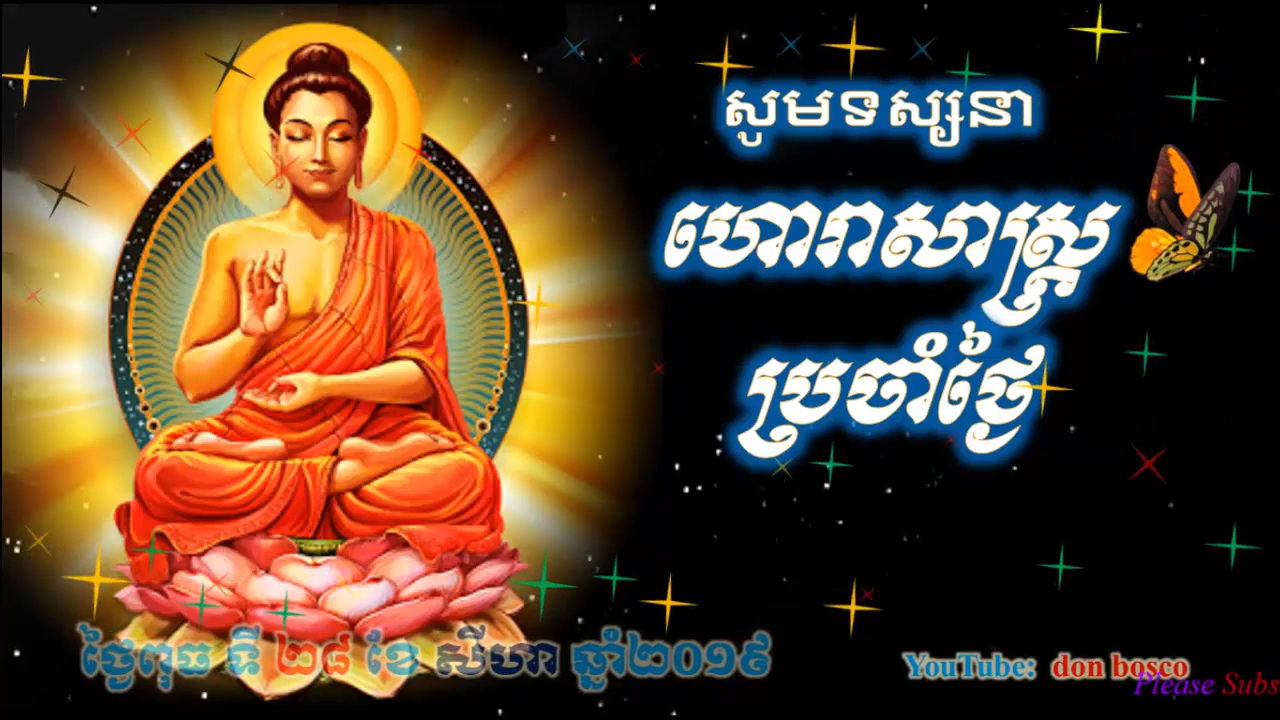 សូមទស្សនា
ហោរាសាស្ត្រ
ប្រចាំថ្ងៃ
ថ្ងៃពុធ ទី ២៨ ខែ សីហា ឆ្នាំ២០១៩
YouTube: don bosco
Please Subs